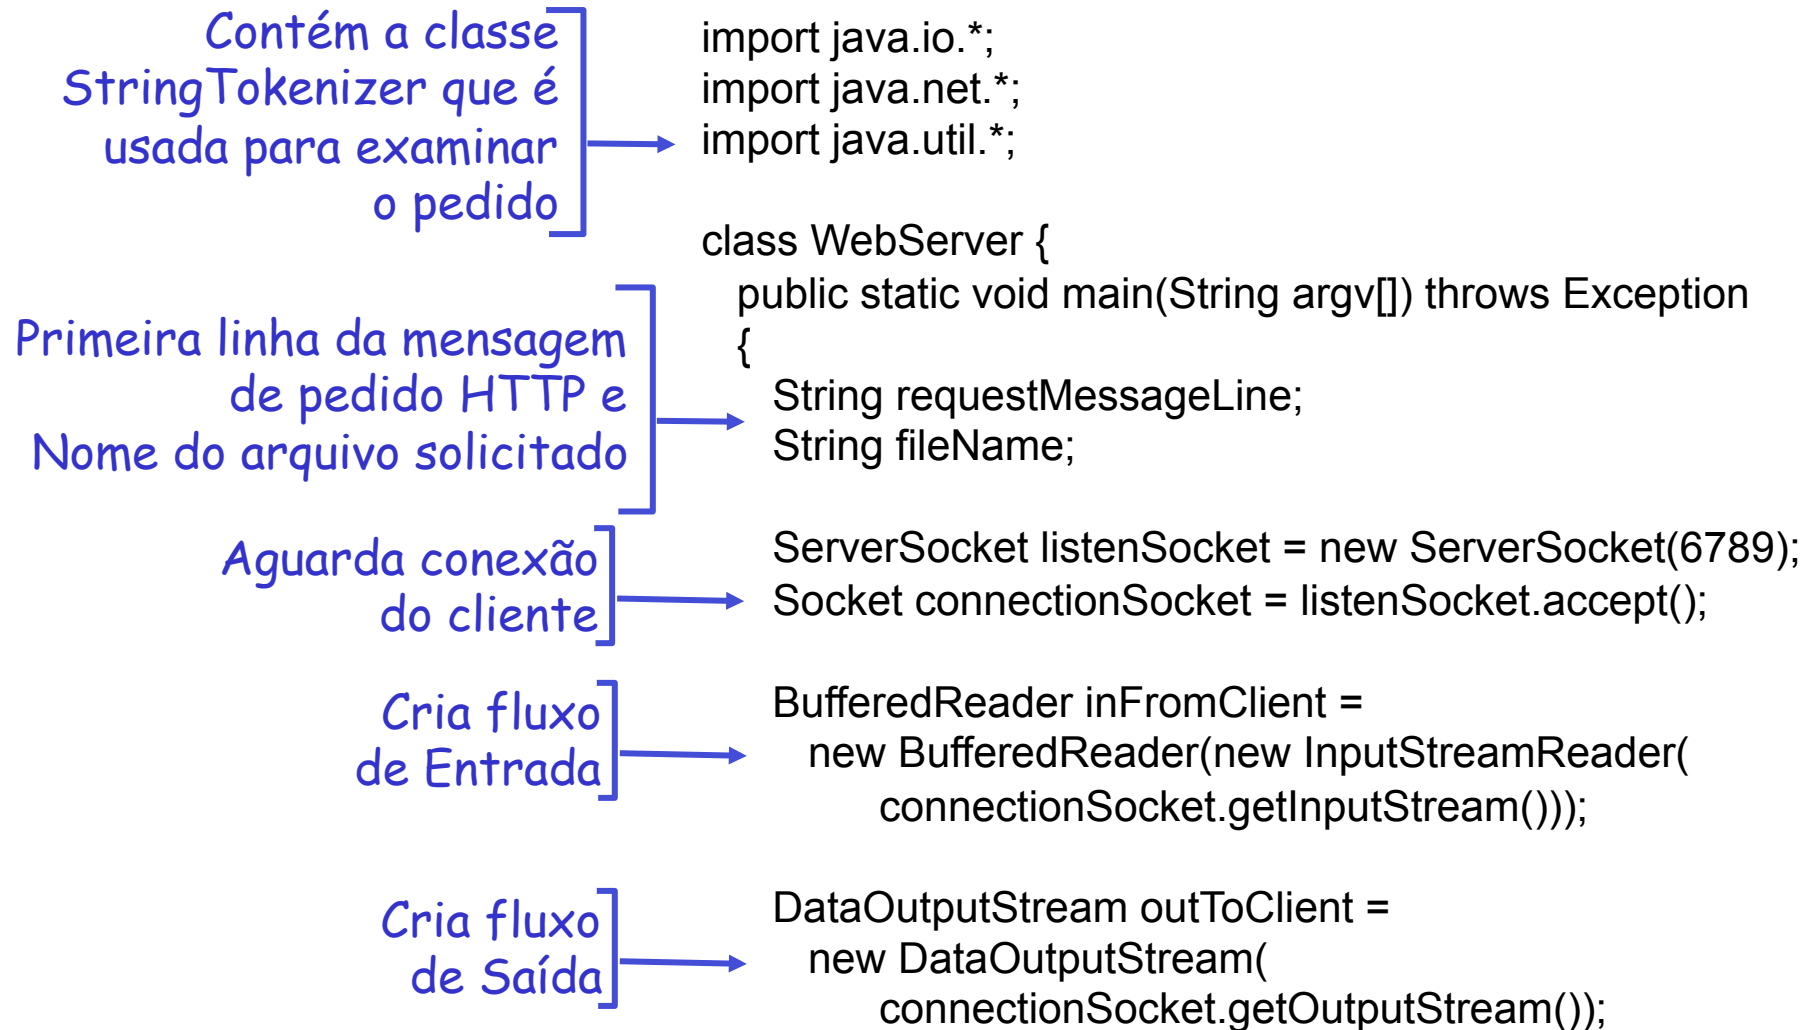 Contém a classe
StringTokenizer que é
usada para examinar
o pedido
import java.io.*;
import java.net.*;
import java.util.*;
class WebServer {
public static void main(String argv[]) throws Exception
{
Primeira linha da mensagem
de pedido HTTP e
Nome do arquivo solicitado
String requestMessageLine;
String fileName;
Aguarda conexão
do cliente
ServerSocket listenSocket = new ServerSocket(6789);
Socket connectionSocket = listenSocket.accept();
Cria fluxo
de Entrada
BufferedReader inFromClient =
new BufferedReader(new InputStreamReader(
connectionSocket.getInputStream()));
Cria fluxo
de Saída
DataOutputStream outToClient =
new DataOutputStream(
connectionSocket.getOutputStream());